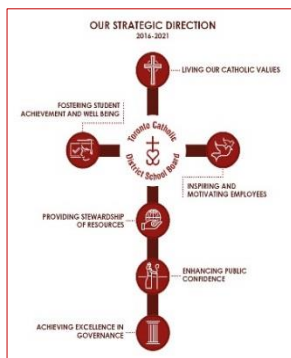 OUR STRATEGIC DIRECTION
2016-2021
LIVING OUR CATHOLIC VALUES
FOSTERING STUDENT
ACHIEVEMENT AND WELL BEING
Toronto Catholic
District School Board
INSPIRING AND
MOTIVATING EMPLOYEES
PROVIDING STEWARDSHIP
OF RESOURCES
ENHANCING PUBLIC
CONFIDENCE
ACHIEVING EXCELLENCE IN
GOVERNANCE